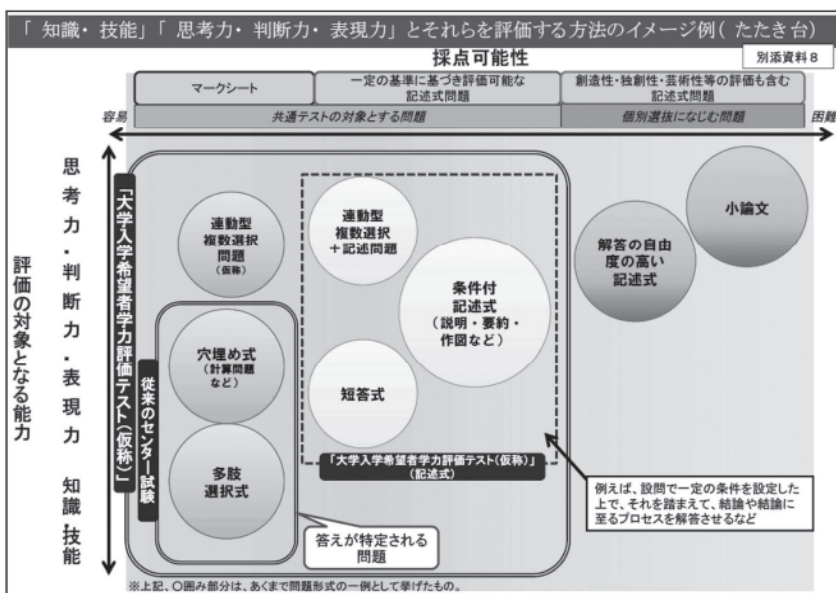 「 知識・ 技能」「 思考力・ 判断力・ 表現力」 とそれらを評価する方法のイメージ例( たたき台)
採点可能性
別添資料８
マークシート
一定の基準に基づき評価可能な
記述式問題
創造性・独創性・芸術性等の評価も含む
記述式問題
容易
共通テストの対象とする問題
個別選抜になじむ問題
困難
評価の対象となる能力
思考力・判断力・表現力
知識・技能
「大学入学希望者学力評価テスト(仮称)」
従来のセンター試験
連動型
複数選択
問題
(仮称)
穴埋め式
(計算問題
など)
多肢
選択式
連動型
複数選択
＋記述問題
条件付
記述式
(説明・要約・
作図など)
短答式
「大学入学希望者学力評価テスト(仮称)」
(記述式)
解答の自由
度の高い
記述式
小論文
答えが特定される
問題
例えば、設問で一定の条件を設定した
上で、それを踏まえて、結論や結論に
至るプロセスを解答させるなど
※上記、〇囲み部分は、あくまで問題形式の一例として挙げたもの。